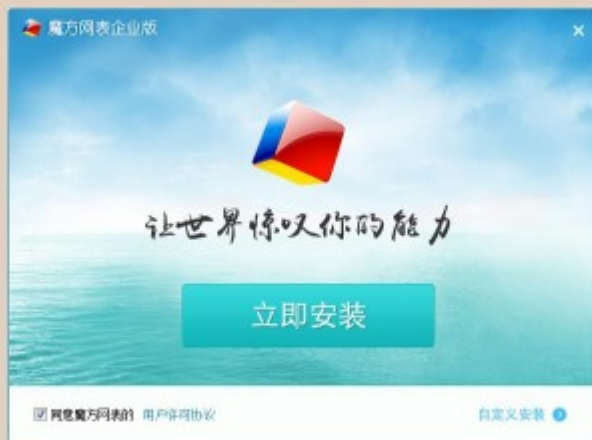 魔方网表企业版
让世界惊叹你的能力
立即安装
同意魔方网表的 用户许可协议
自定义安装